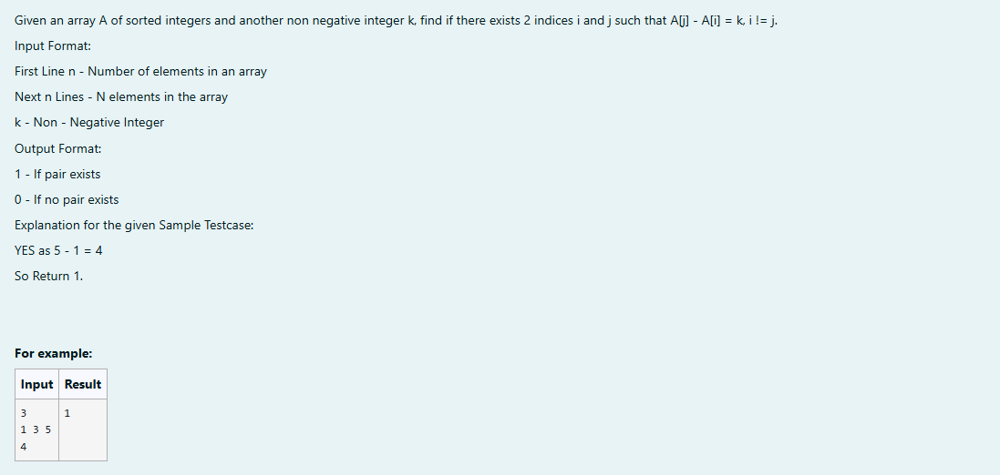 Given an array A of sorted integers and another non negative integer k, find if there exists 2 indices i and j such that A[j] - A[i] = k, i != j.
Input Format:
First Line n - Number of elements in an array
Next n Lines - N elements in the array
k - Non - Negative Integer
Output Format:
1 - If pair exists
0 - If no pair exists
Explanation for the given Sample Testcase:
YES as 5 - 1 = 4
So Return 1.
For example:
Input Result
3 1
1 3 5
4